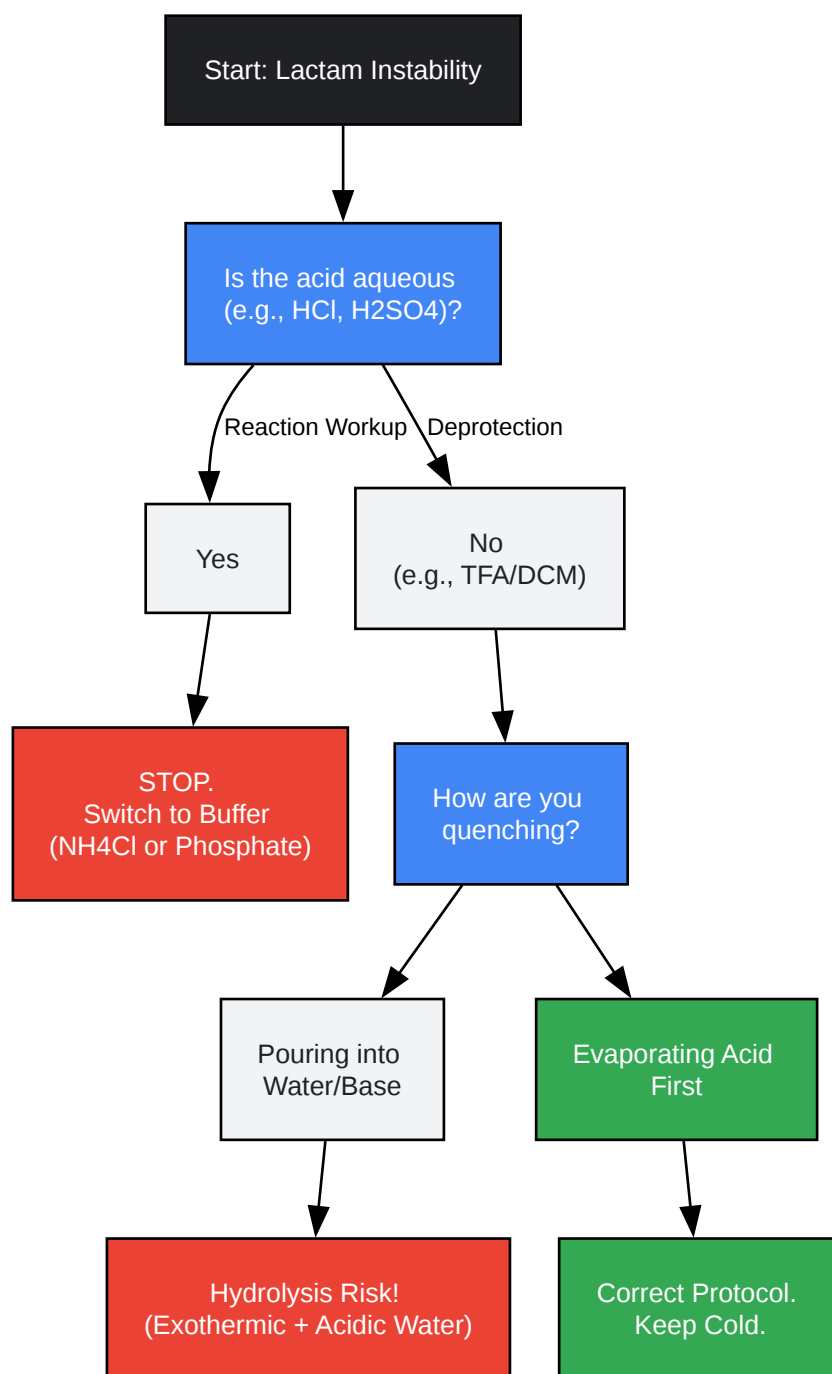 Start: Lactam Instability
Is the acid aqueous
(e.g., HCl, H2SO4)?
Reaction Workup
Deprotection
Yes
No
(e.g., TFA/DCM)
STOP.
Switch to Buffer
(NH4Cl or Phosphate)
How are you
quenching?
Pouring into
Water/Base
Evaporating Acid
First
Hydrolysis Risk!
(Exothermic + Acidic Water)
Correct Protocol.
Keep Cold.